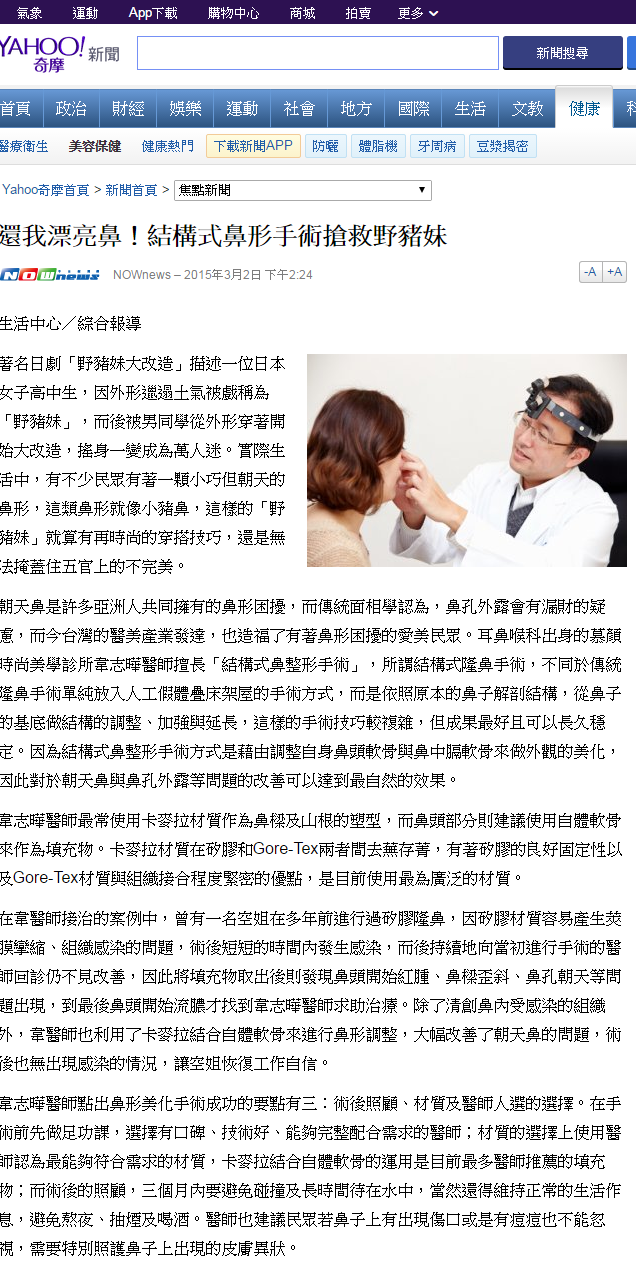 氣象 運動 App下載 購物中心 商城 拍賣 更多
YAHOO!
奇摩 新聞
新聞搜尋
首頁 政治 財經 娛樂 運動 社會 地方 國際 生活 文教 健康 科
醫療衛生 美容保健 健康熱門 下載新聞APP 防曬 體脂機 牙周病 豆漿揭密
Yahoo奇摩首頁 > 新聞首頁 > 焦點新聞
還我漂亮鼻！結構式鼻形手術搶救野豬妹
NOWnews NOWnews – 2015年3月2日 下午2:24
-A +A
生活中心／綜合報導
著名日劇「野豬妹大改造」描述一位日本
女子高中生，因外形邋遢土氣被戲稱為
「野豬妹」，而後被男同學從外形穿著開
始大改造，搖身一變成為萬人迷。實際生
活中，有不少民眾有著一顆小巧但朝天的
鼻形，這類鼻形就像小豬鼻，這樣的「野
豬妹」就算有再時尚的穿搭技巧，還是無
法掩蓋住五官上的不完美。
朝天鼻是許多亞洲人共同擁有的鼻形困擾，而傳統面相學認為，鼻孔外露會有漏財的疑
慮，而今台灣的醫美產業發達，也造福了有著鼻形困擾的愛美民眾。耳鼻喉科出身的慕顏
時尚美學診所韋志曄醫師擅長「結構式鼻整形手術」，所謂結構式隆鼻手術，不同於傳統
隆鼻手術單純放入人工假體疊床架屋的手術方式，而是依照原本的鼻子解剖結構，從鼻子
的基底做結構的調整、加強與延長，這樣的手術技巧較複雜，但成果最好且可以長久穩
定。因為結構式鼻整形手術方式是藉由調整自身鼻頭軟骨與鼻中膈軟骨來做外觀的美化，
因此對於朝天鼻與鼻孔外露等問題的改善可以達到最自然的效果。
韋志曄醫師最常使用卡麥拉材質作為鼻樑及山根的塑型，而鼻頭部分則建議使用自體軟骨
來作為填充物。卡麥拉材質在矽膠和Gore-Tex兩者間去蕪存菁，有著矽膠的良好固定性以
及Gore-Tex材質與組織接合程度緊密的優點，是目前使用最為廣泛的材質。
在韋醫師接治的案例中，曾有一名空姐在多年前進行過矽膠隆鼻，因矽膠材質容易產生莢
膜攣縮、組織感染的問題，術後短短的時間內發生感染，而後持續地向當初進行手術的醫
師回診仍不見改善，因此將填充物取出後則發現鼻頭開始紅腫、鼻樑歪斜、鼻孔朝天等問
題出現，到最後鼻頭開始流膿才找到韋志曄醫師求助治療。除了清創鼻內受感染的組織
外，韋醫師也利用了卡麥拉結合自體軟骨來進行鼻形調整，大幅改善了朝天鼻的問題，術
後也無出現感染的情況，讓空姐恢復工作自信。
韋志曄醫師點出鼻形美化手術成功的要點有三：術後照顧、材質及醫師人選的選擇。在手
術前先做足功課，選擇有口碑、技術好、能夠完整配合需求的醫師；材質的選擇上使用醫
師認為最能夠符合需求的材質，卡麥拉結合自體軟骨的運用是目前最多醫師推薦的填充
物；而術後的照顧，三個月內要避免碰撞及長時間待在水中，當然還得維持正常的生活作
息，避免熬夜、抽煙及喝酒。醫師也建議民眾若鼻子上有出現傷口或是有痘痘也不能忽
視，需要特別照護鼻子上出現的皮膚異狀。